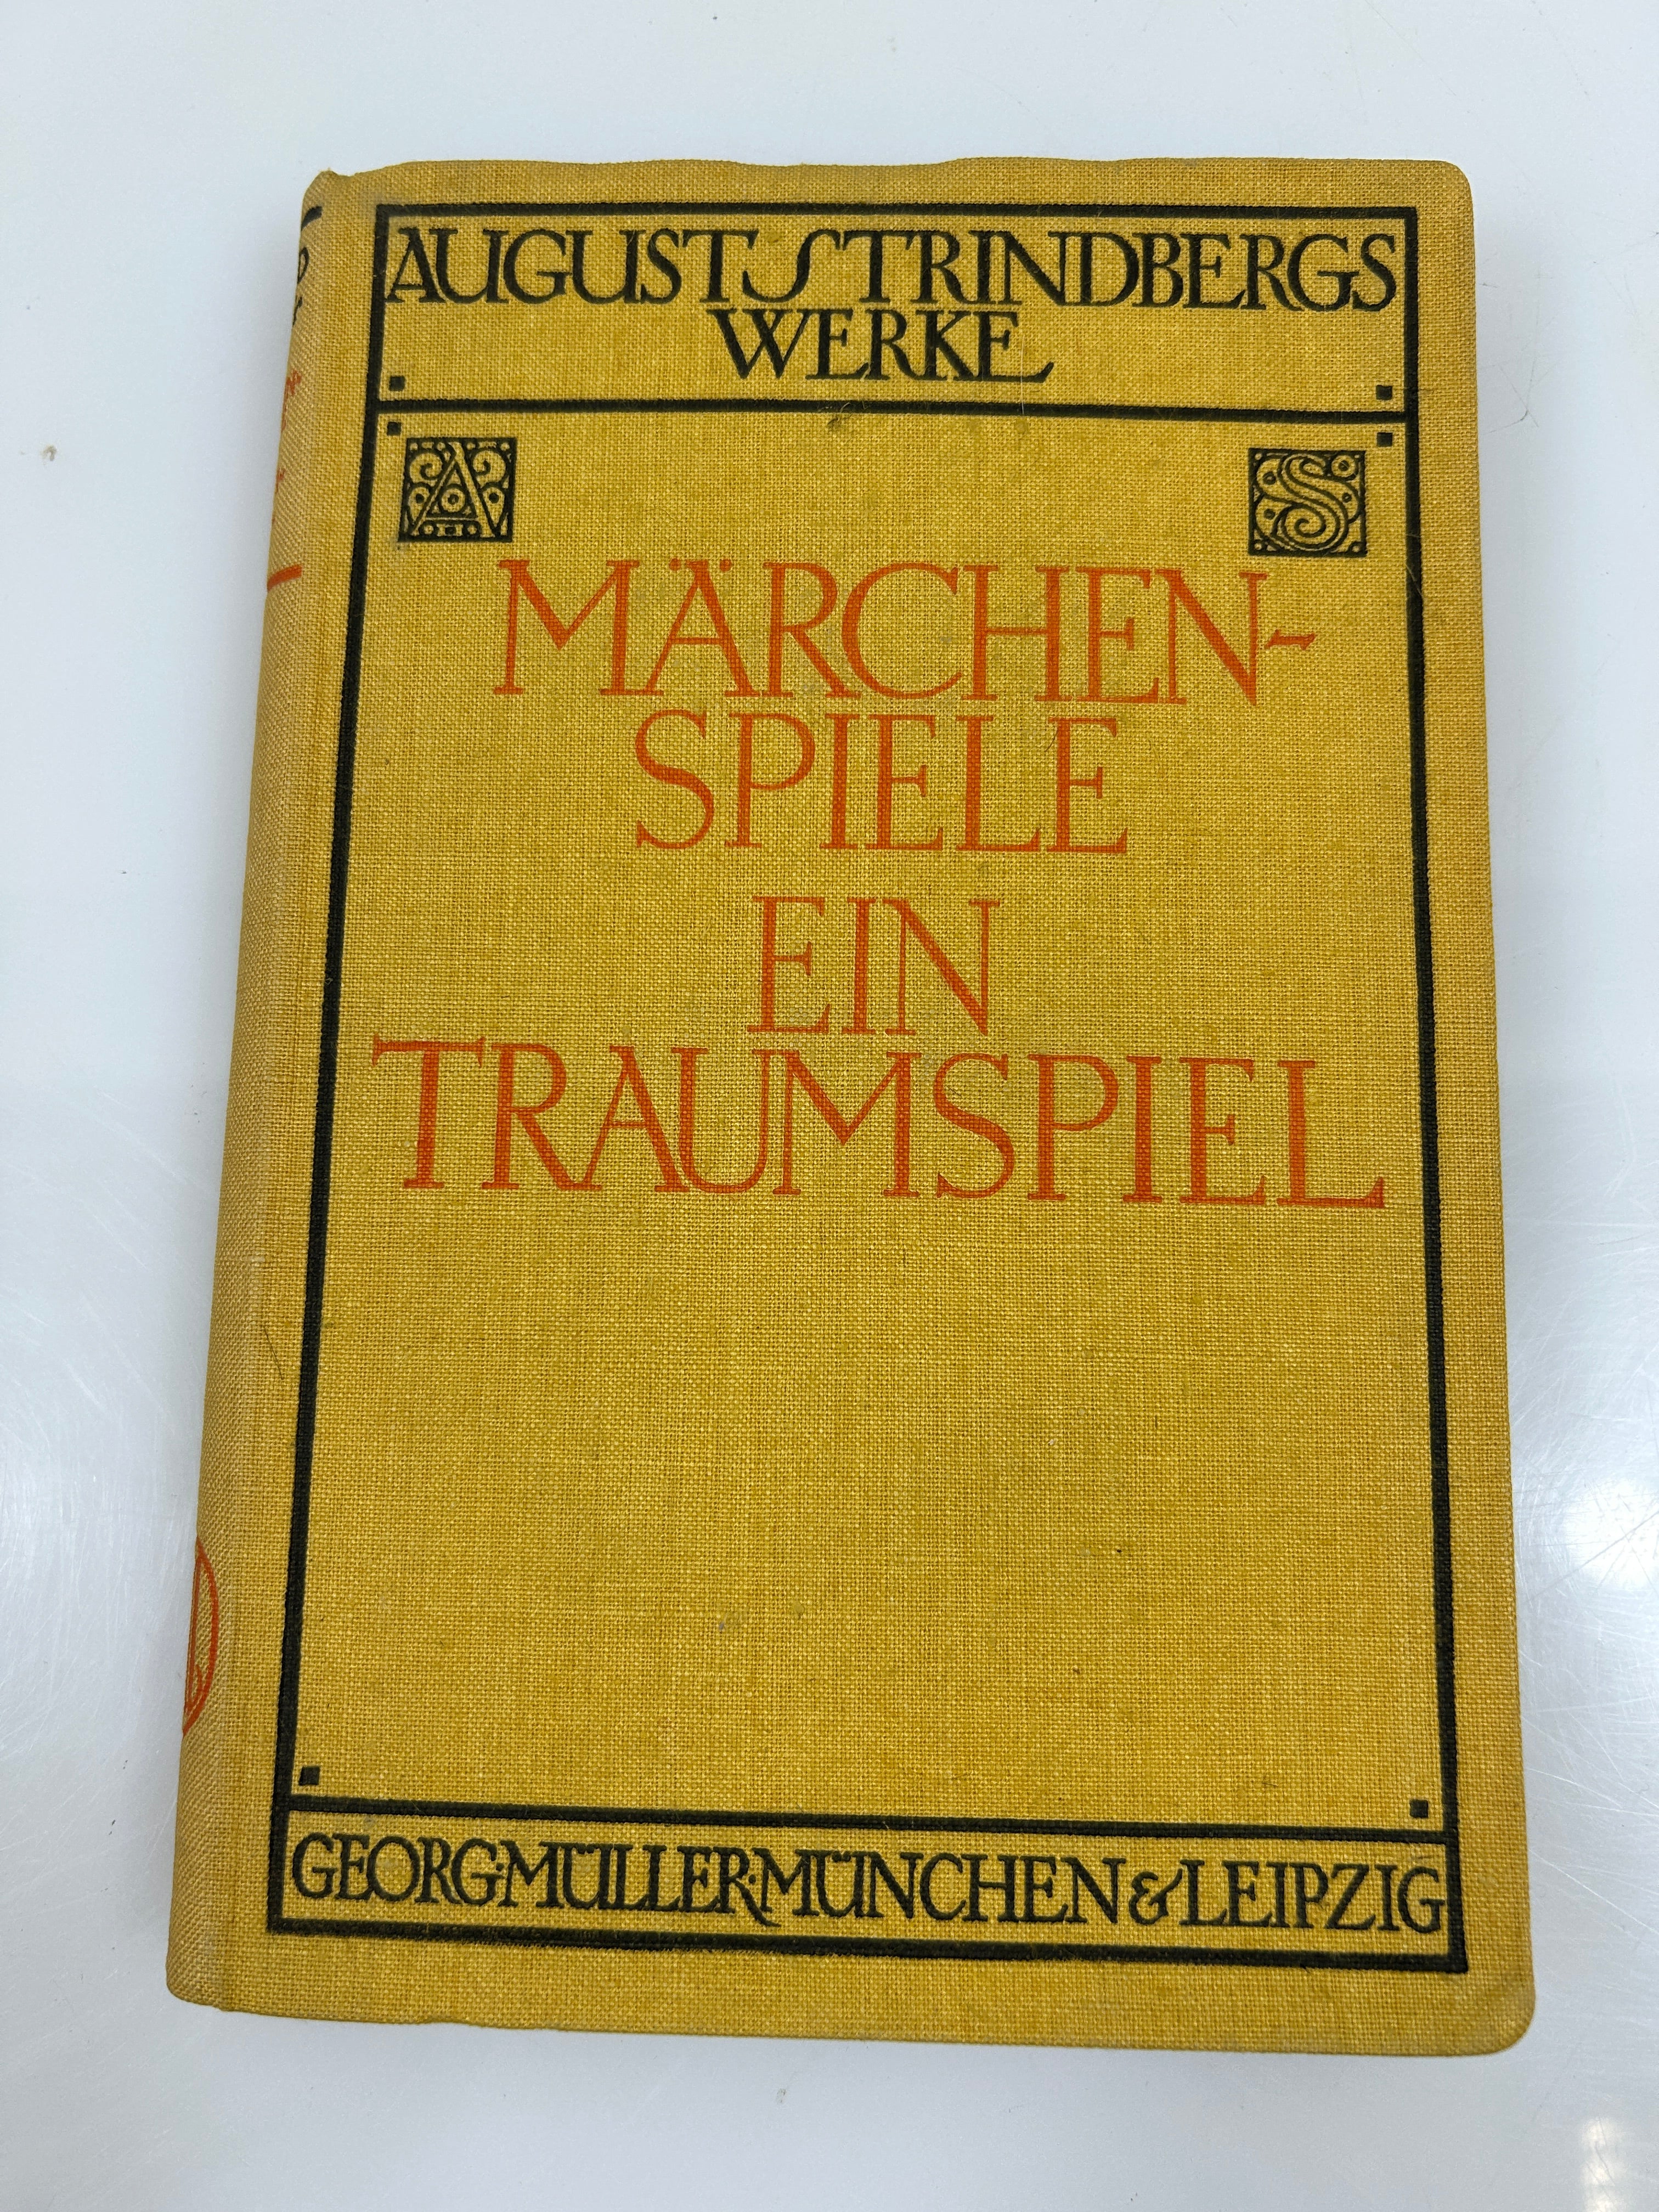 AUGUST STRINDBERGS
WERKE
A S
MÄRCHEN-
SPIELE
EIN
TRAUMSPIEL
GEORG·MÜLLER·MÜNCHEN & LEIPZIG